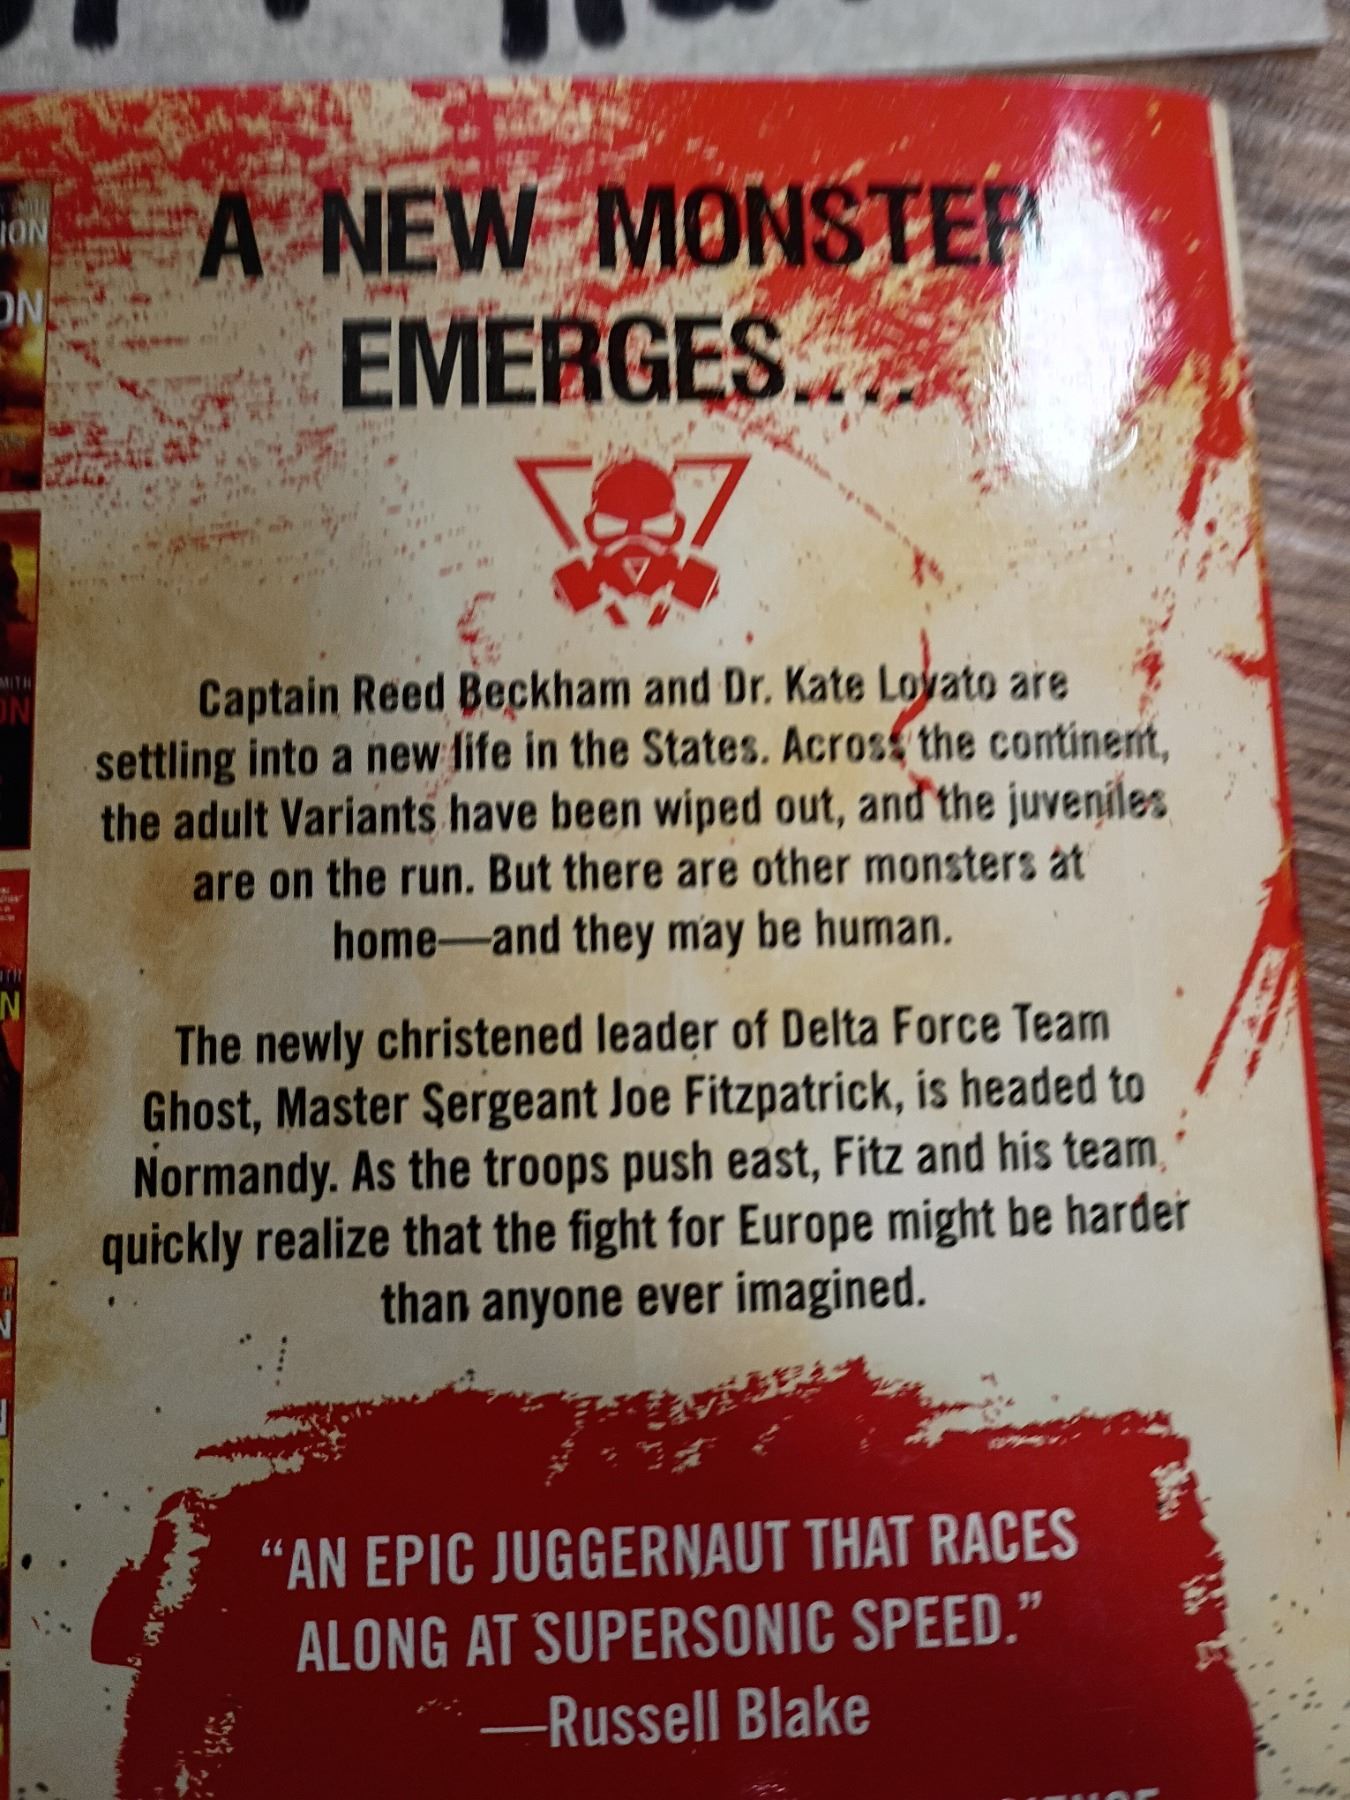 A NEW MONSTER
EMERGES....
Captain Reed Beckham and Dr. Kate Lovato are
settling into a new life in the States. Across the continent,
the adult Variants have been wiped out, and the juveniles
are on the run. But there are other monsters at
home—and they may be human.
The newly christened leader of Delta Force Team
Ghost, Master Sergeant Joe Fitzpatrick, is headed to
Normandy. As the troops push east, Fitz and his team
quickly realize that the fight for Europe might be harder
than anyone ever imagined.
“AN EPIC JUGGERNAUT THAT RACES
ALONG AT SUPERSONIC SPEED.”
—Russell Blake